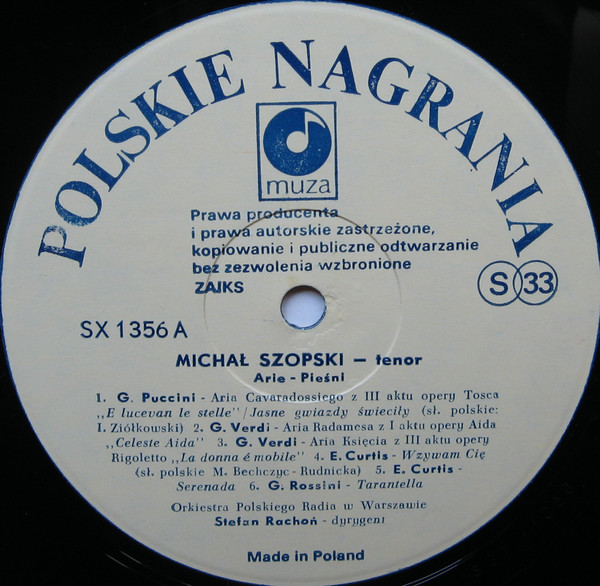 POLSKIE NAGRANIA
muza
Prawa producenta
i prawa autorskie zastrzeżone,
kopiowanie i publiczne odtwarzanie
bez zezwolenia wzbronione
ZAIKS
S 33
SX 1356 A
MICHAŁ SZOPSKI – tenor
Arie - Pieśni
1. G. Puccini - Aria Cavaradossiego z III aktu opery Tosca
„E lucevan le stelle"/Jasne gwiazdy świeciły (sł. polskie:
I. Ziółkowski) 2. G. Verdi - Aria Radamesa z I aktu opery Aida
„Celeste Aida" 3. G. Verdi - Aria Księcia z III aktu opery
Rigoletto „La donna é mobile" 4. E. Curtis - Wzywam Cię
(sł. polskie M. Bechczyc - Rudnicka) 5. E. Curtis -
Serenada 6. G. Rossini - Tarantella
Orkiestra Polskiego Radia w Warszawie
Stefan Rachoń - dyrygent
Made in Poland